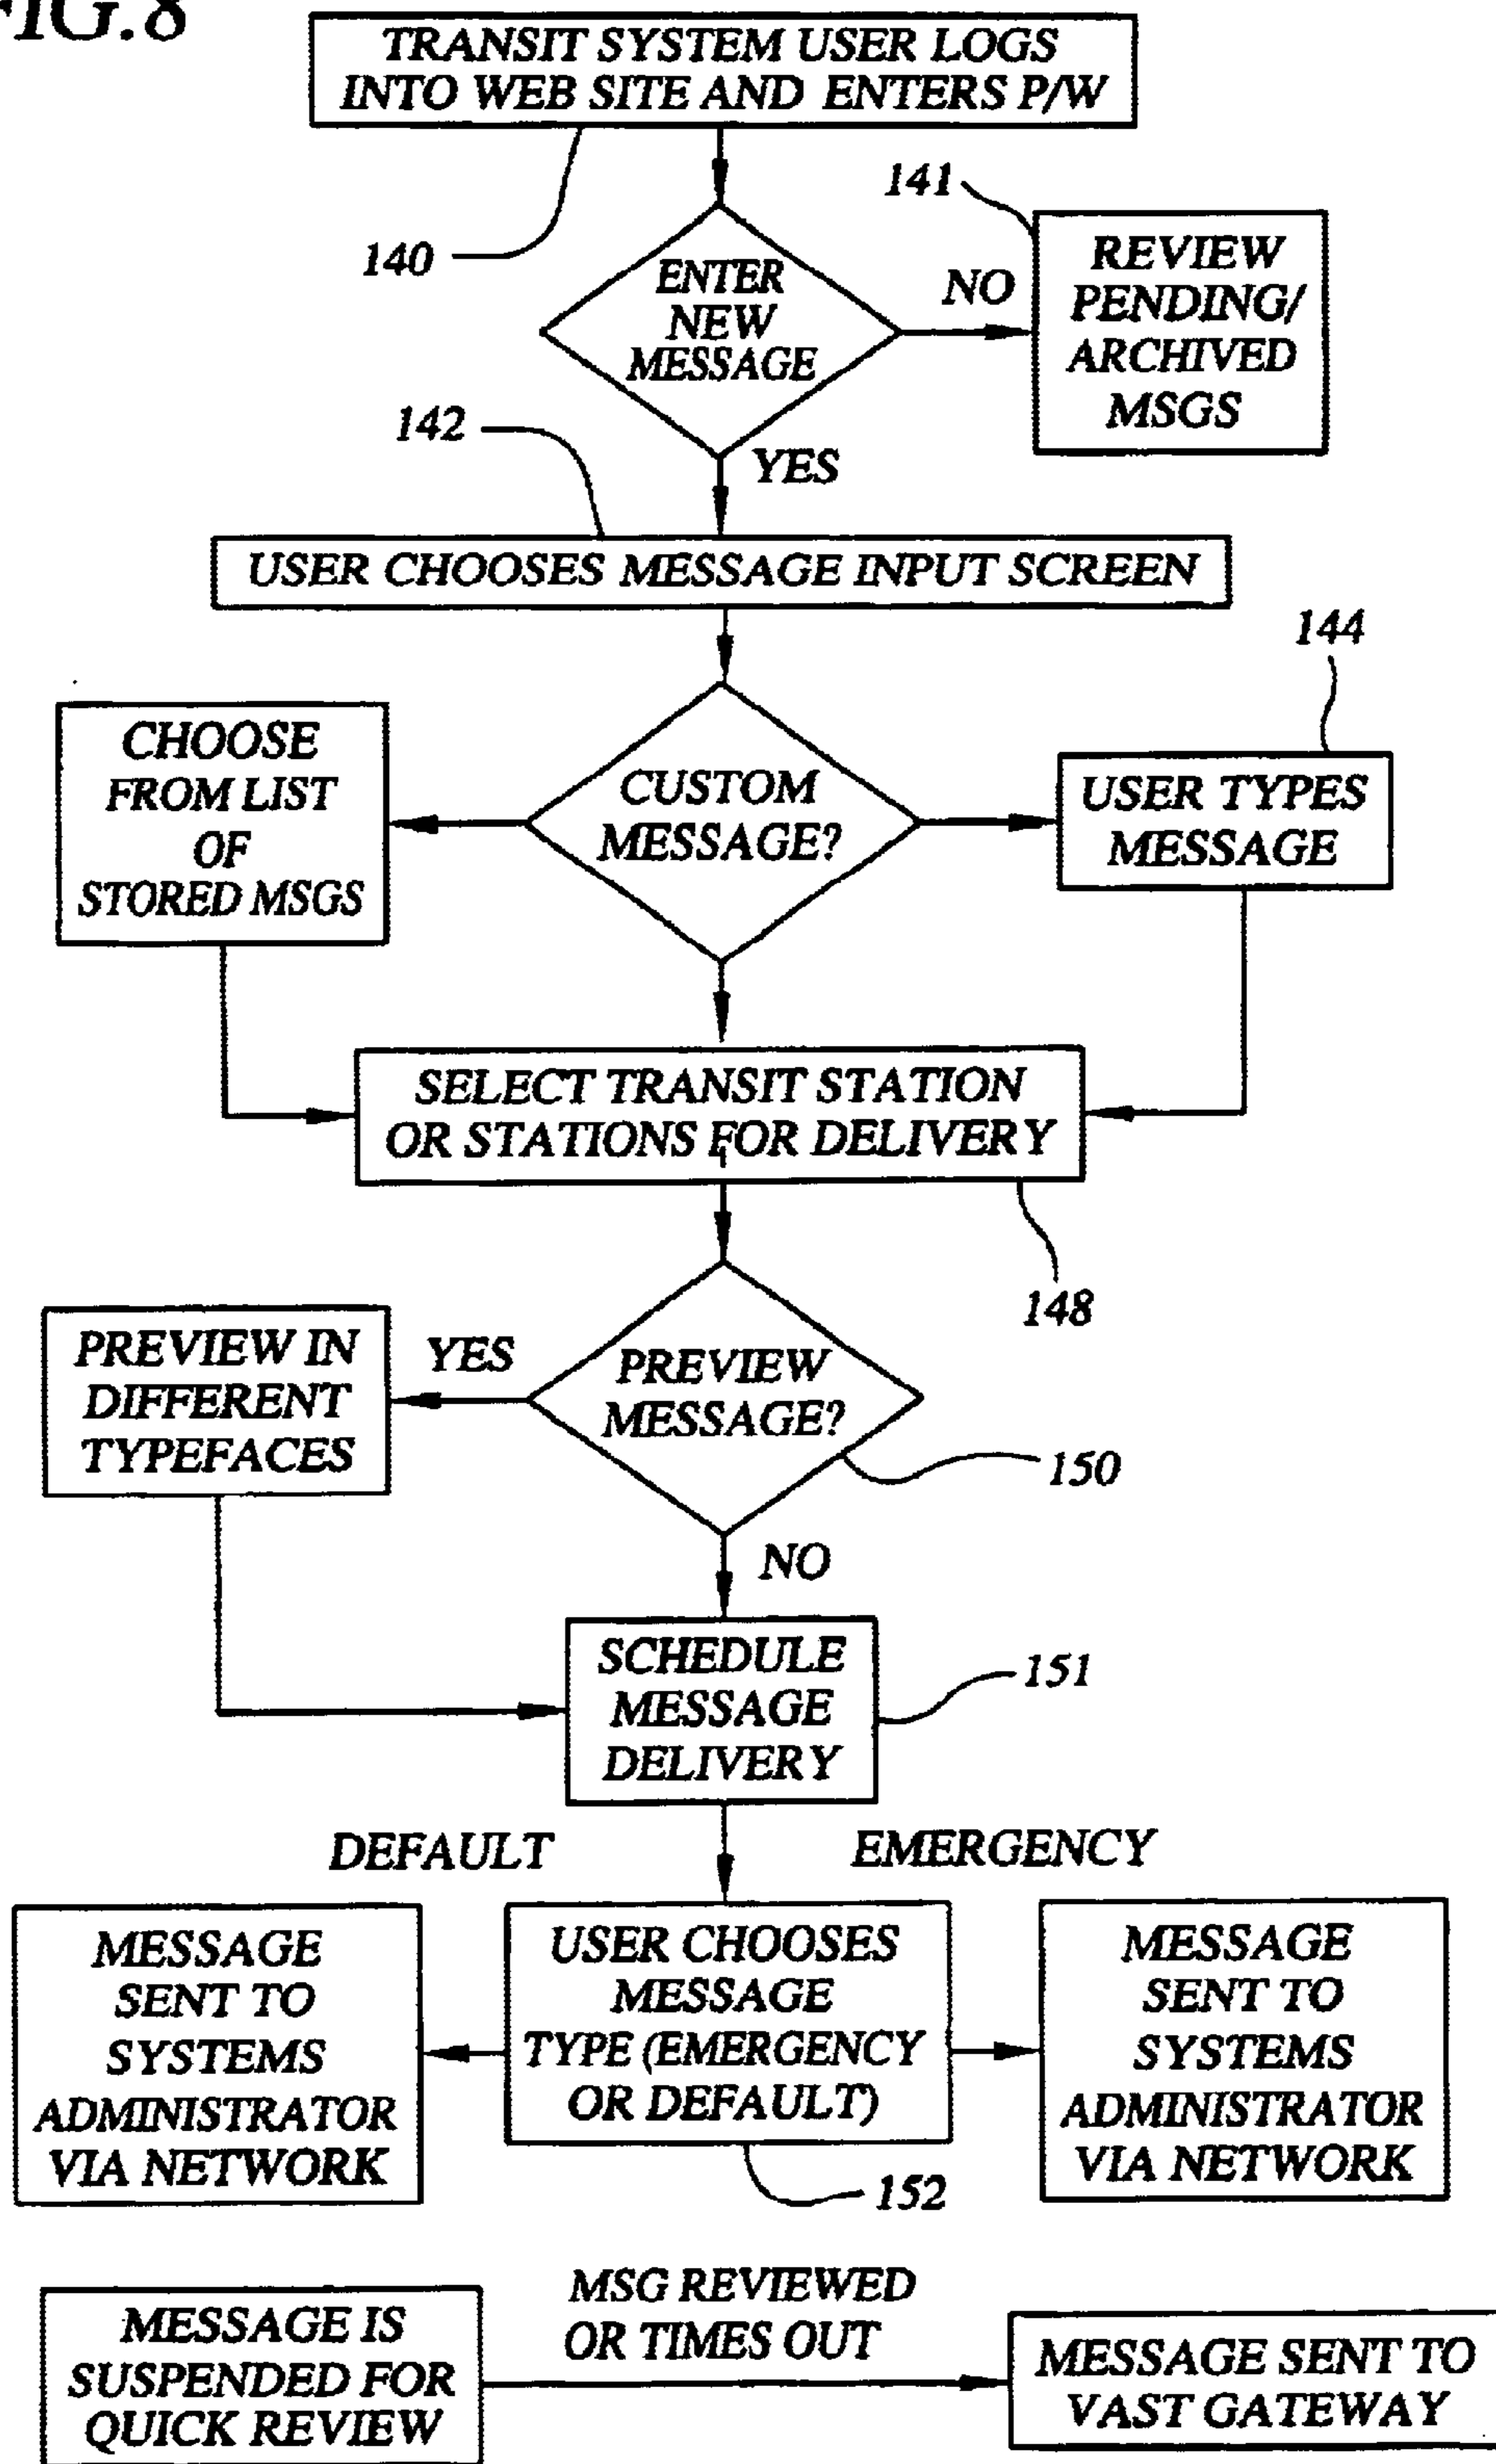 FIG.8
TRANSIT SYSTEM USER LOGS
INTO WEB SITE AND ENTERS P/W
140
141
ENTER
NEW
MESSAGE
NO
REVIEW
PENDING/
ARCHIVED
MSGS
142
YES
USER CHOOSES MESSAGE INPUT SCREEN
144
CHOOSE
FROM LIST
OF
STORED MSGS
CUSTOM
MESSAGE?
USER TYPES
MESSAGE
SELECT TRANSIT STATION
OR STATIONS FOR DELIVERY
148
PREVIEW IN
DIFFERENT
TYPEFACES
YES
PREVIEW
MESSAGE?
150
NO
SCHEDULE
MESSAGE
DELIVERY
151
DEFAULT
EMERGENCY
MESSAGE
SENT TO
SYSTEMS
ADMINISTRATOR
VIA NETWORK
USER CHOOSES
MESSAGE
TYPE (EMERGENCY
OR DEFAULT)
MESSAGE
SENT TO
SYSTEMS
ADMINISTRATOR
VIA NETWORK
152
MESSAGE IS
SUSPENDED FOR
QUICK REVIEW
MSG REVIEWED
OR TIMES OUT
MESSAGE SENT TO
VAST GATEWAY